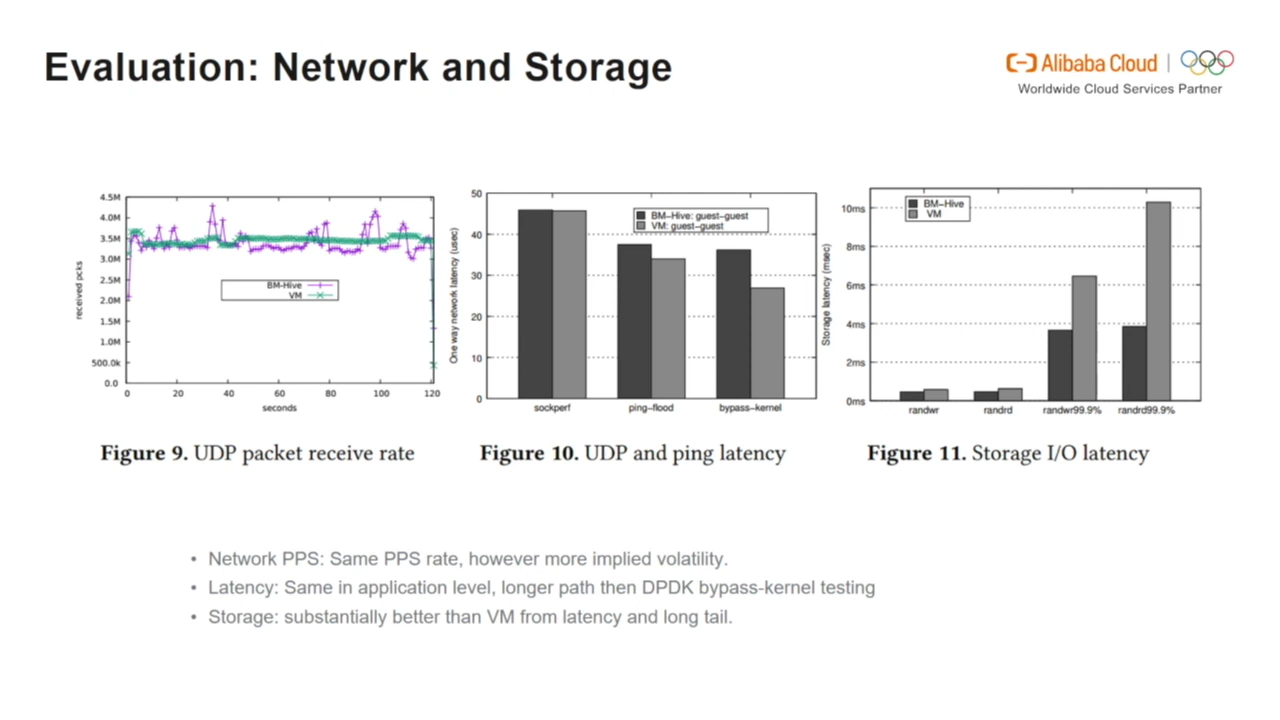 Evaluation: Network and Storage
Alibaba Cloud
Worldwide Cloud Services Partner
4.5M
4.0M
3.5M
3.0M
2.5M
2.0M
1.5M
1.0M
500.0k
0.0
received pcks
BM-Hive
VM
0 20 40 60 80 100 120
seconds
Figure 9. UDP packet receive rate
50
40
30
20
10
0
One way network latency (usec)
BM-Hive: guest-guest
VM: guest-guest
sockperf ping-flood bypass-kernel
Figure 10. UDP and ping latency
10ms
8ms
6ms
4ms
2ms
0ms
Storage latency (msec)
BM-Hive
VM
randwr randrd randwr99.9% randrd99.9%
Figure 11. Storage I/O latency
• Network PPS: Same PPS rate, however more implied volatility.
• Latency: Same in application level, longer path then DPDK bypass-kernel testing
• Storage: substantially better than VM from latency and long tail.